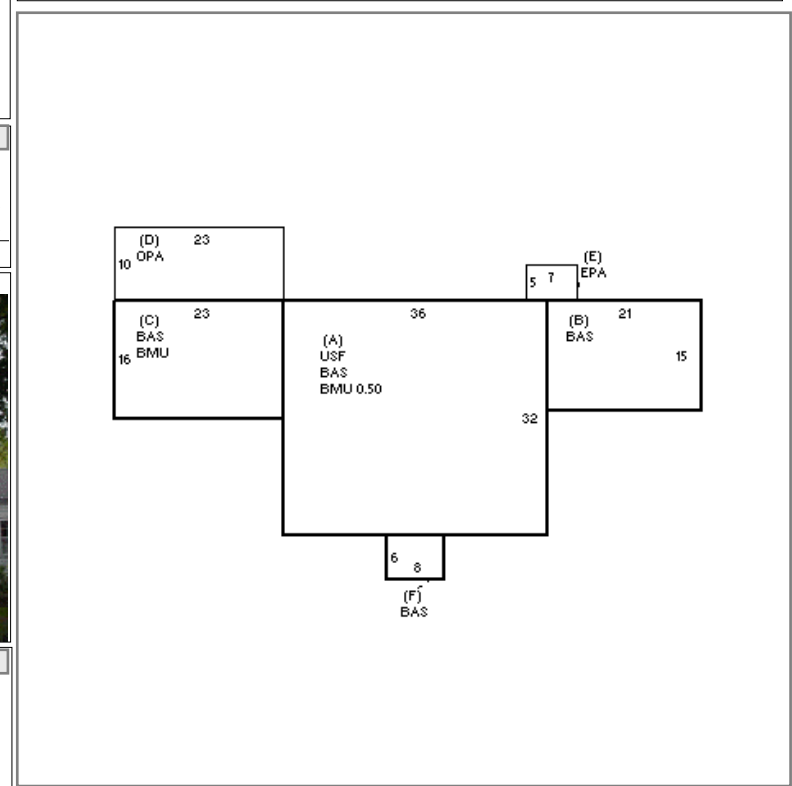 (D) 23
10 OPA
(E)
EPA
5 7
(C) 23
BAS
16 BMU
36
(A)
USF
BAS
BMU 0.50
32
(B) 21
BAS
15
6
8
(F)
BAS